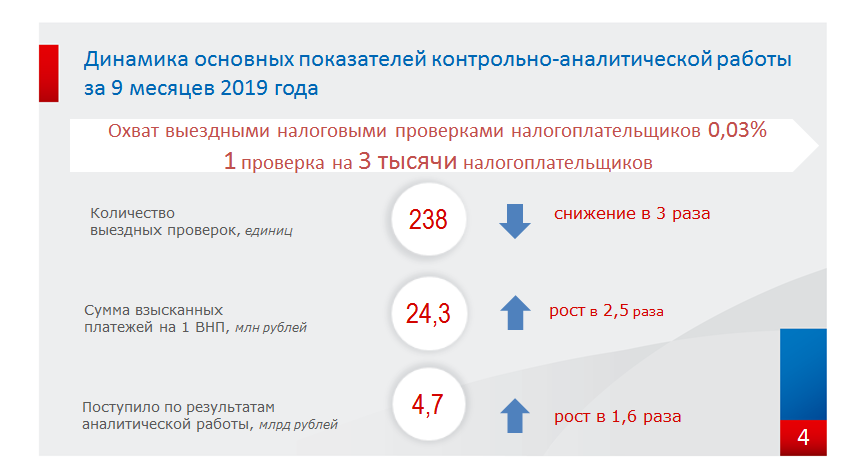 Динамика основных показателей контрольно-аналитической работы
за 9 месяцев 2019 года
Охват выездными налоговыми проверками налогоплательщиков 0,03%
1 проверка на 3 тысячи налогоплательщиков
Количество
выездных проверок, единиц
238
снижение в 3 раза
Сумма взысканных
платежей на 1 ВНП, млн рублей
24,3
рост в 2,5 раза
Поступило по результатам
аналитической работы, млрд рублей
4,7
рост в 1,6 раза
4